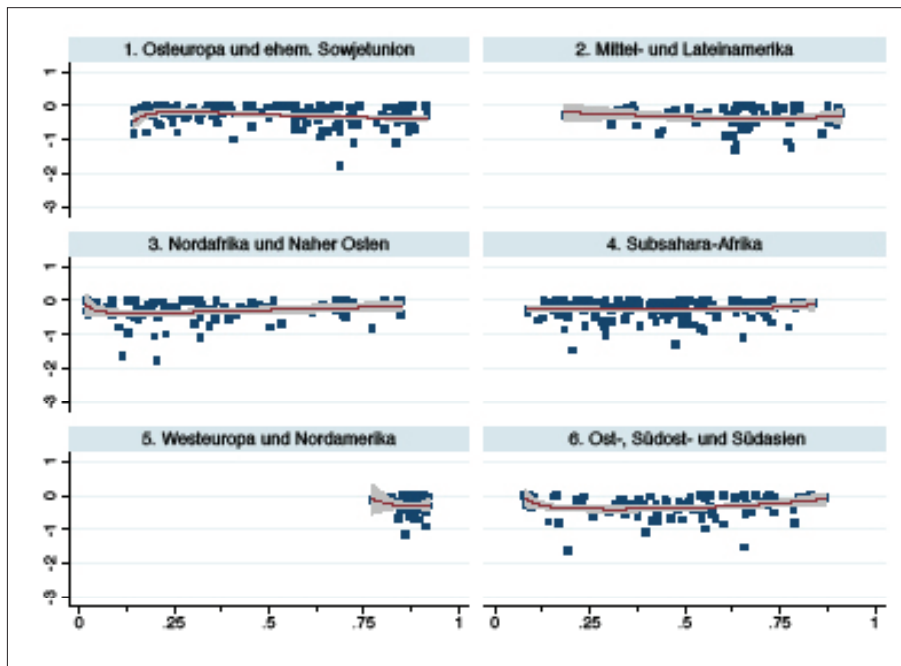 1. Osteuropa und ehem. Sowjetunion
2. Mittel- und Lateinamerika
1
0
-1
-2
-3
3. Nordafrika und Naher Osten
4. Subsahara-Afrika
1
0
-1
-2
-3
5. Westeuropa und Nordamerika
6. Ost-, Südost- und Südasien
1
0
-1
-2
-3
0 .25 .5 .75 1
0 .25 .5 .75 1